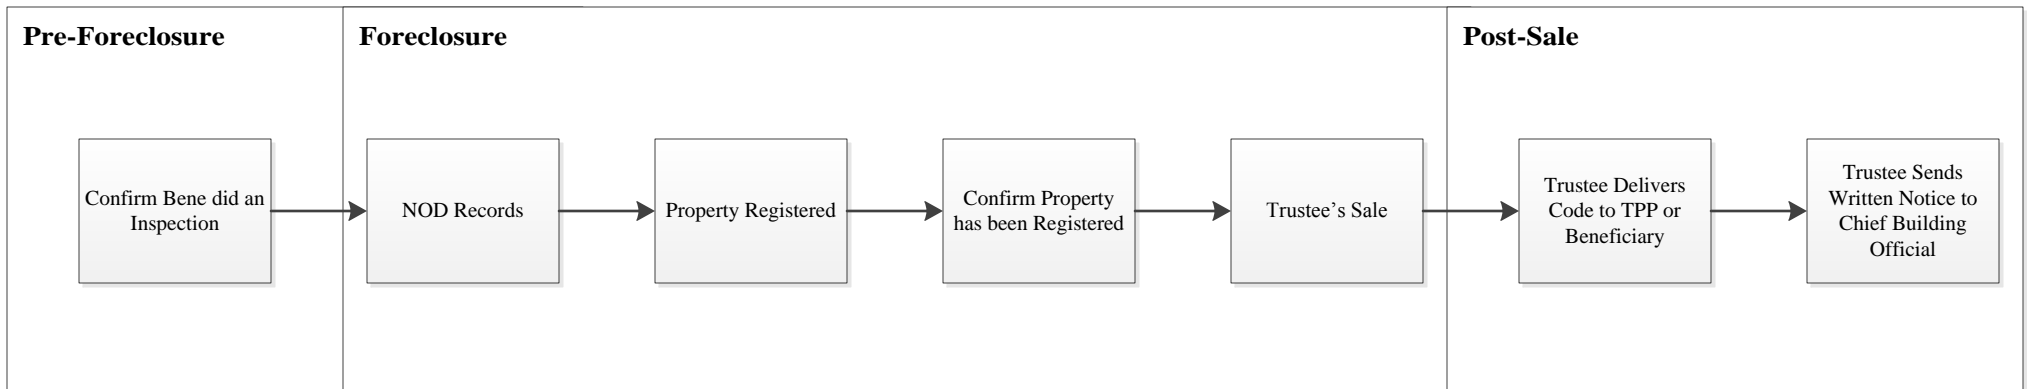 Pre-Foreclosure
Foreclosure
Post-Sale
Confirm Bene did an
Inspection
NOD Records
Property Registered
Confirm Property
has been Registered
Trustee’s Sale
Trustee Delivers
Code to TPP or
Beneficiary
Trustee Sends
Written Notice to
Chief Building
Official